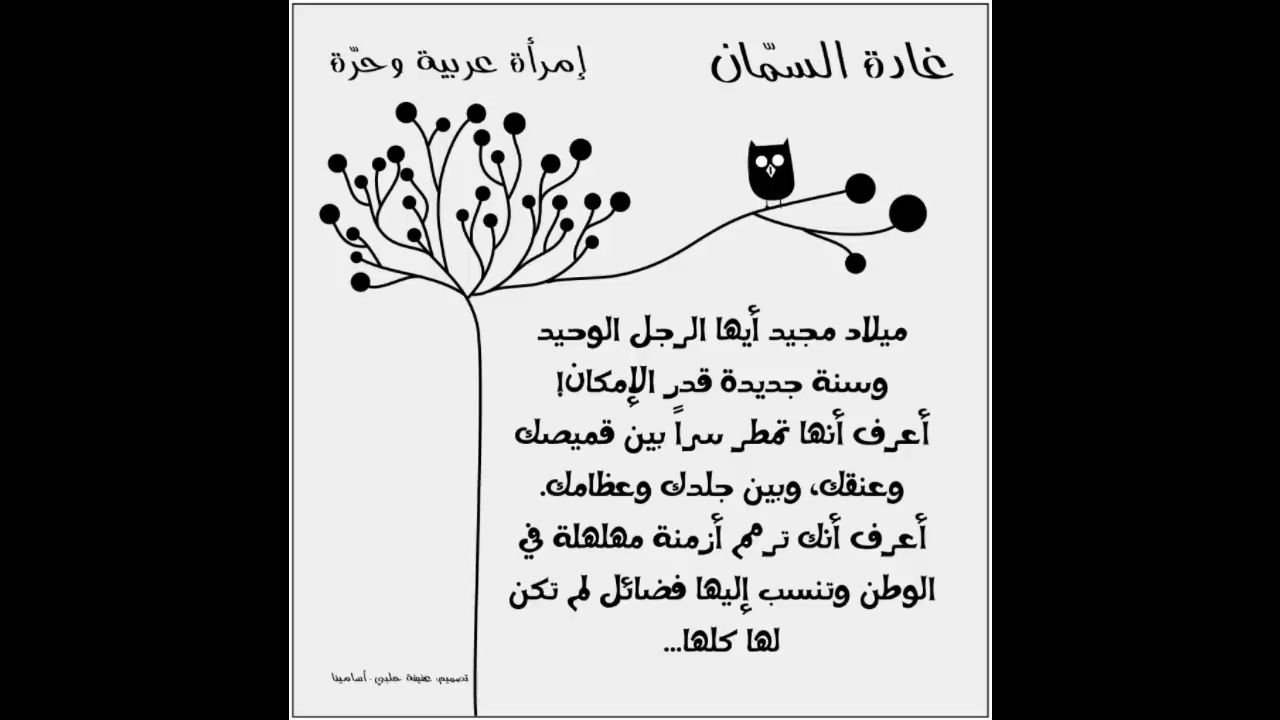 غادة السمّان
إمرأة عربية وحرّة
ميلاد مجيد أيها الرجل الوحيد
وسنة جديدة قدر الإمكان!
أعرف أنها تمطر سراً بين قميصك
وعنقك، وبين جلدك وعظامك.
أعرف أنك ترمم أزمنة مهلهلة في
الوطن وتنسب إليها فضائل لم تكن
لها كلها...
تصميم: عفيفة حلبي - أسامينا